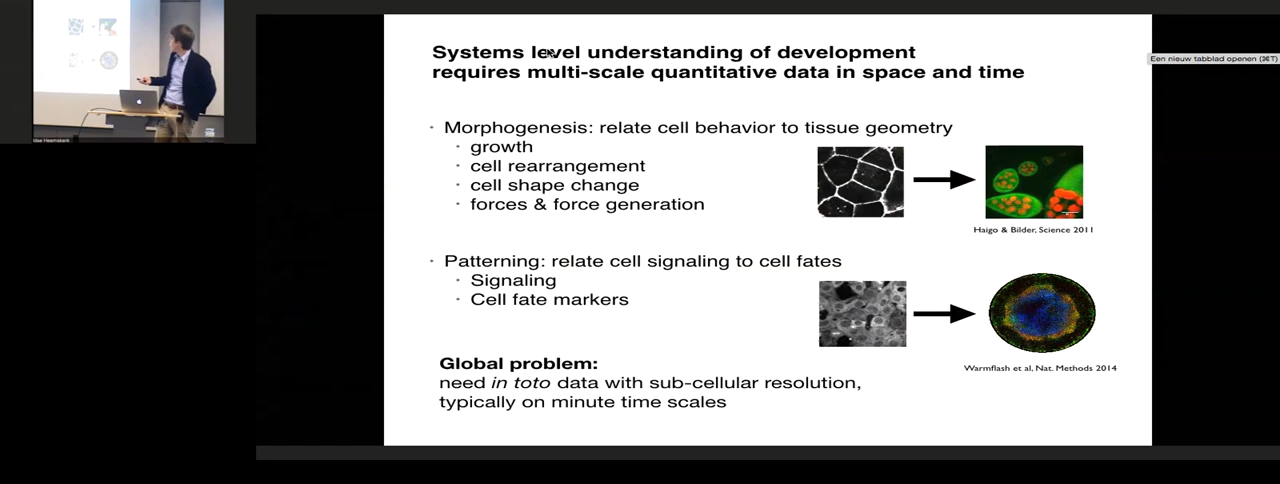 Systems level understanding of development
requires multi-scale quantitative data in space and time
Een nieuw tabblad openen (⌘T)
· Morphogenesis: relate cell behavior to tissue geometry
· growth
· cell rearrangement
· cell shape change
· forces & force generation
Haigo & Bilder, Science 2011
· Patterning: relate cell signaling to cell fates
· Signaling
· Cell fate markers
Warmflash et al, Nat. Methods 2014
Global problem:
need in toto data with sub-cellular resolution,
typically on minute time scales
Idse Heemskerk